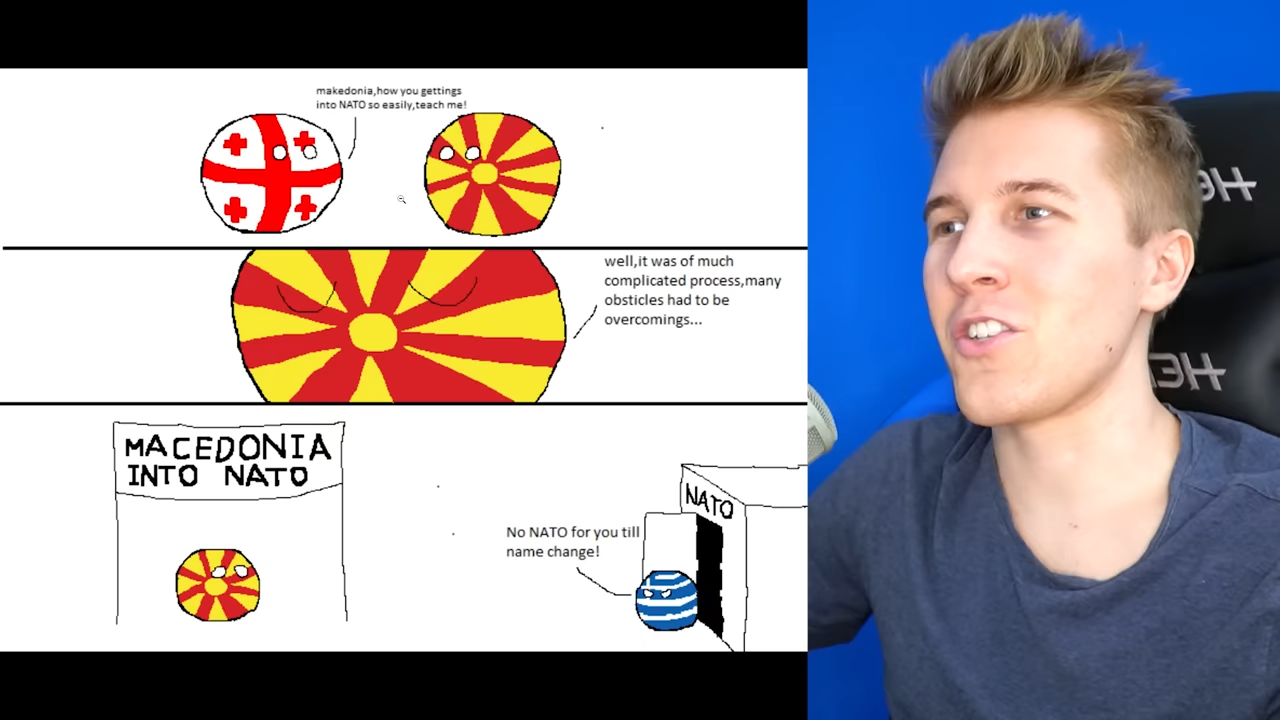 makedonia,how you gettings
into NATO so easily,teach me!
well,it was of much
complicated process,many
obsticles had to be
overcomings...
MACEDONIA
INTO NATO
NATO
No NATO for you till
name change!